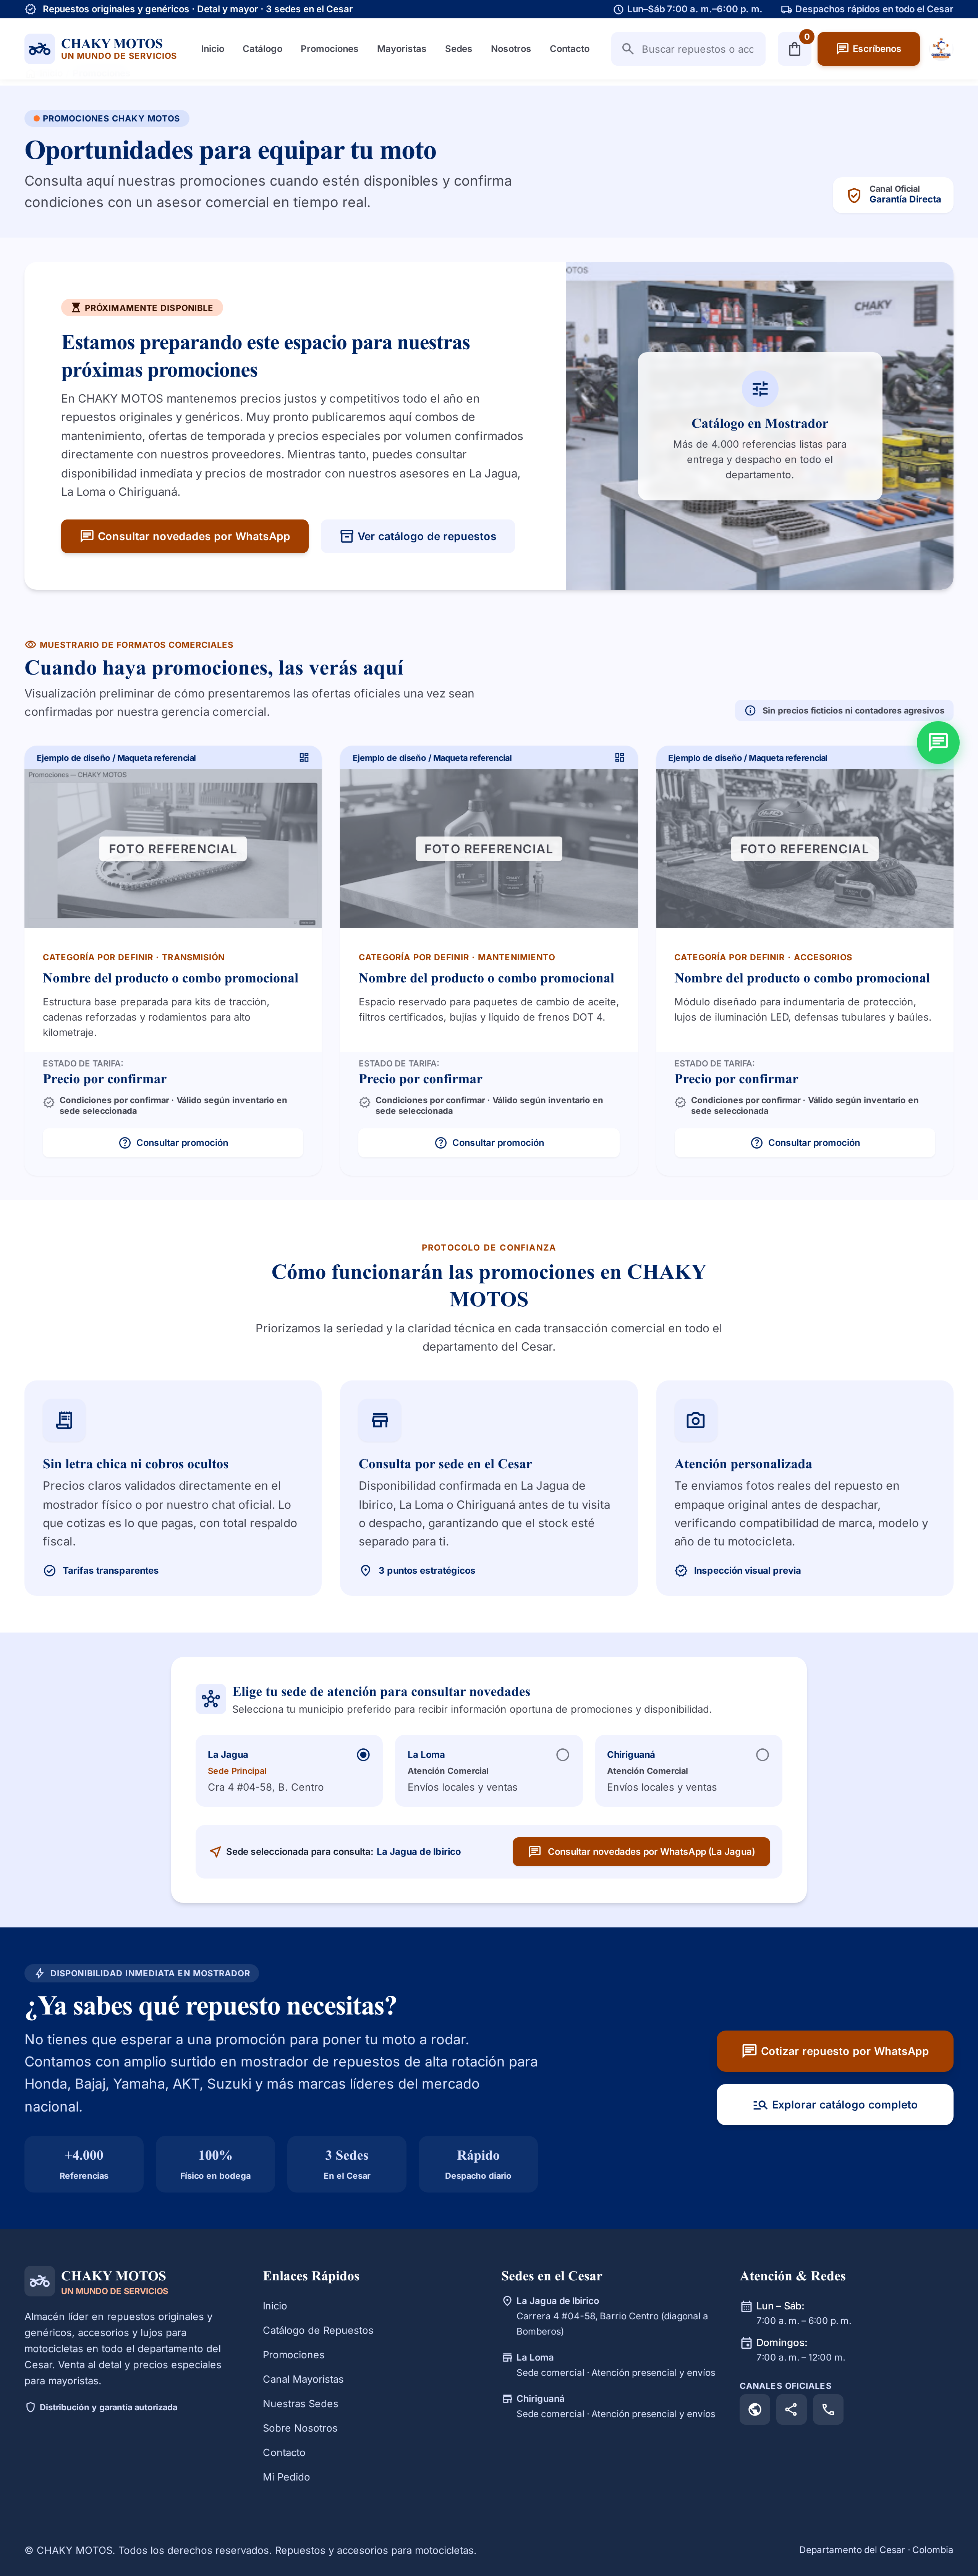 Repuestos originales y genéricos · Detal y mayor · 3 sedes en el Cesar
Lun–Sáb 7:00 a. m.–6:00 p. m.
Despachos rápidos en todo el Cesar
CHAKY MOTOS
UN MUNDO DE SERVICIOS
Inicio
Catálogo
Promociones
Mayoristas
Sedes
Nosotros
Contacto
Buscar repuestos o acc
0
Escríbenos
PROMOCIONES CHAKY MOTOS
Oportunidades para equipar tu moto
Consulta aquí nuestras promociones cuando estén disponibles y confirma
condiciones con un asesor comercial en tiempo real.
Canal Oficial
Garantía Directa
PRÓXIMAMENTE DISPONIBLE
Estamos preparando este espacio para nuestras
próximas promociones
En CHAKY MOTOS mantenemos precios justos y competitivos todo el año en
repuestos originales y genéricos. Muy pronto publicaremos aquí combos de
mantenimiento, ofertas de temporada y precios especiales por volumen confirmados
directamente con nuestros proveedores. Mientras tanto, puedes consultar
disponibilidad inmediata y precios de mostrador con nuestros asesores en La Jagua,
La Loma o Chiriguaná.
Consultar novedades por WhatsApp
Ver catálogo de repuestos
OTOS
CHAKY
Catálogo en Mostrador
Más de 4.000 referencias listas para
entrega y despacho en todo el
departamento.
MUESTRARIO DE FORMATOS COMERCIALES
Cuando haya promociones, las verás aquí
Visualización preliminar de cómo presentaremos las ofertas oficiales una vez sean
confirmadas por nuestra gerencia comercial.
Sin precios ficticios ni contadores agresivos
Ejemplo de diseño / Maqueta referencial
Promociones — CHAKY MOTOS
FOTO REFERENCIAL
CATEGORÍA POR DEFINIR · TRANSMISIÓN
Nombre del producto o combo promocional
Estructura base preparada para kits de tracción,
cadenas reforzadas y rodamientos para alto
kilometraje.
ESTADO DE TARIFA:
Precio por confirmar
Condiciones por confirmar · Válido según inventario en
sede seleccionada
Consultar promoción
Ejemplo de diseño / Maqueta referencial
4T
FOTO REFERENCIAL
CATEGORÍA POR DEFINIR · MANTENIMIENTO
Nombre del producto o combo promocional
Espacio reservado para paquetes de cambio de aceite,
filtros certificados, bujías y líquido de frenos DOT 4.
ESTADO DE TARIFA:
Precio por confirmar
Condiciones por confirmar · Válido según inventario en
sede seleccionada
Consultar promoción
Ejemplo de diseño / Maqueta referencial
FOTO REFERENCIAL
CATEGORÍA POR DEFINIR · ACCESORIOS
Nombre del producto o combo promocional
Módulo diseñado para indumentaria de protección,
lujos de iluminación LED, defensas tubulares y baúles.
ESTADO DE TARIFA:
Precio por confirmar
Condiciones por confirmar · Válido según inventario en
sede seleccionada
Consultar promoción
PROTOCOLO DE CONFIANZA
Cómo funcionarán las promociones en CHAKY
MOTOS
Priorizamos la seriedad y la claridad técnica en cada transacción comercial en todo el
departamento del Cesar.
Sin letra chica ni cobros ocultos
Precios claros validados directamente en el
mostrador físico o por nuestro chat oficial. Lo
que cotizas es lo que pagas, con total respaldo
fiscal.
Tarifas transparentes
Consulta por sede en el Cesar
Disponibilidad confirmada en La Jagua de
Ibirico, La Loma o Chiriguaná antes de tu visita
o despacho, garantizando que el stock esté
separado para ti.
3 puntos estratégicos
Atención personalizada
Te enviamos fotos reales del repuesto en
empaque original antes de despachar,
verificando compatibilidad de marca, modelo y
año de tu motocicleta.
Inspección visual previa
Elige tu sede de atención para consultar novedades
Selecciona tu municipio preferido para recibir información oportuna de promociones y disponibilidad.
La Jagua
Sede Principal
Cra 4 #04-58, B. Centro
La Loma
Atención Comercial
Envíos locales y ventas
Chiriguaná
Atención Comercial
Envíos locales y ventas
Sede seleccionada para consulta: La Jagua de Ibirico
Consultar novedades por WhatsApp (La Jagua)
DISPONIBILIDAD INMEDIATA EN MOSTRADOR
¿Ya sabes qué repuesto necesitas?
No tienes que esperar a una promoción para poner tu moto a rodar.
Contamos con amplio surtido en mostrador de repuestos de alta rotación para
Honda, Bajaj, Yamaha, AKT, Suzuki y más marcas líderes del mercado
nacional.
+4.000
Referencias
100%
Físico en bodega
3 Sedes
En el Cesar
Rápido
Despacho diario
Cotizar repuesto por WhatsApp
Explorar catálogo completo
CHAKY MOTOS
UN MUNDO DE SERVICIOS
Almacén líder en repuestos originales y
genéricos, accesorios y lujos para
motocicletas en todo el departamento del
Cesar. Venta al detal y precios especiales
para mayoristas.
Distribución y garantía autorizada
Enlaces Rápidos
Inicio
Catálogo de Repuestos
Promociones
Canal Mayoristas
Nuestras Sedes
Sobre Nosotros
Contacto
Mi Pedido
Sedes en el Cesar
La Jagua de Ibirico
Carrera 4 #04-58, Barrio Centro (diagonal a
Bomberos)
La Loma
Sede comercial · Atención presencial y envíos
Chiriguaná
Sede comercial · Atención presencial y envíos
Atención & Redes
Lun – Sáb:
7:00 a. m. – 6:00 p. m.
Domingos:
7:00 a. m. – 12:00 m.
CANALES OFICIALES
© CHAKY MOTOS. Todos los derechos reservados. Repuestos y accesorios para motocicletas.
Departamento del Cesar · Colombia